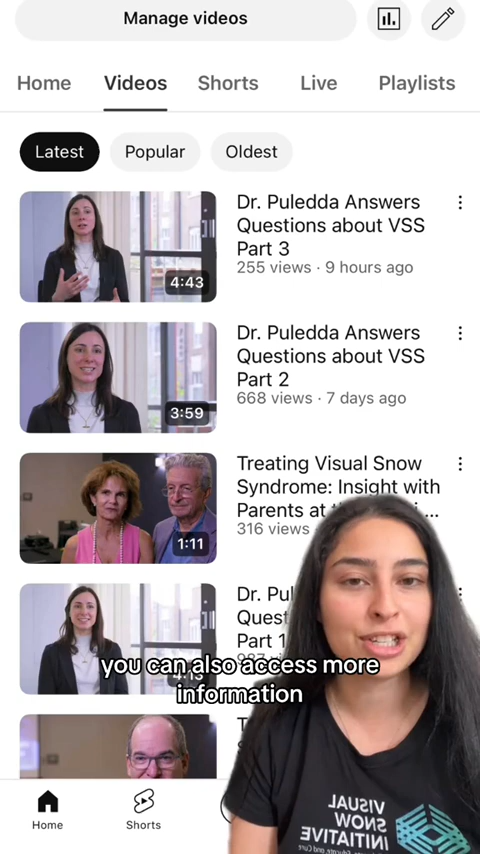 Manage videos
Home
Videos
Shorts
Live
Playlists
Latest
Popular
Oldest
Dr. Puledda Answers
Questions about VSS
Part 3
255 views · 9 hours ago
4:43
Dr. Puledda Answers
Questions about VSS
Part 2
668 views · 7 days ago
3:59
Treating Visual Snow
Syndrome: Insight with
Parents at
316 views
1:11
Dr. Pul
Quest
Part 1
you can also access more
information
VISUAL
SNOW
INITIATIVE
Home
Shorts